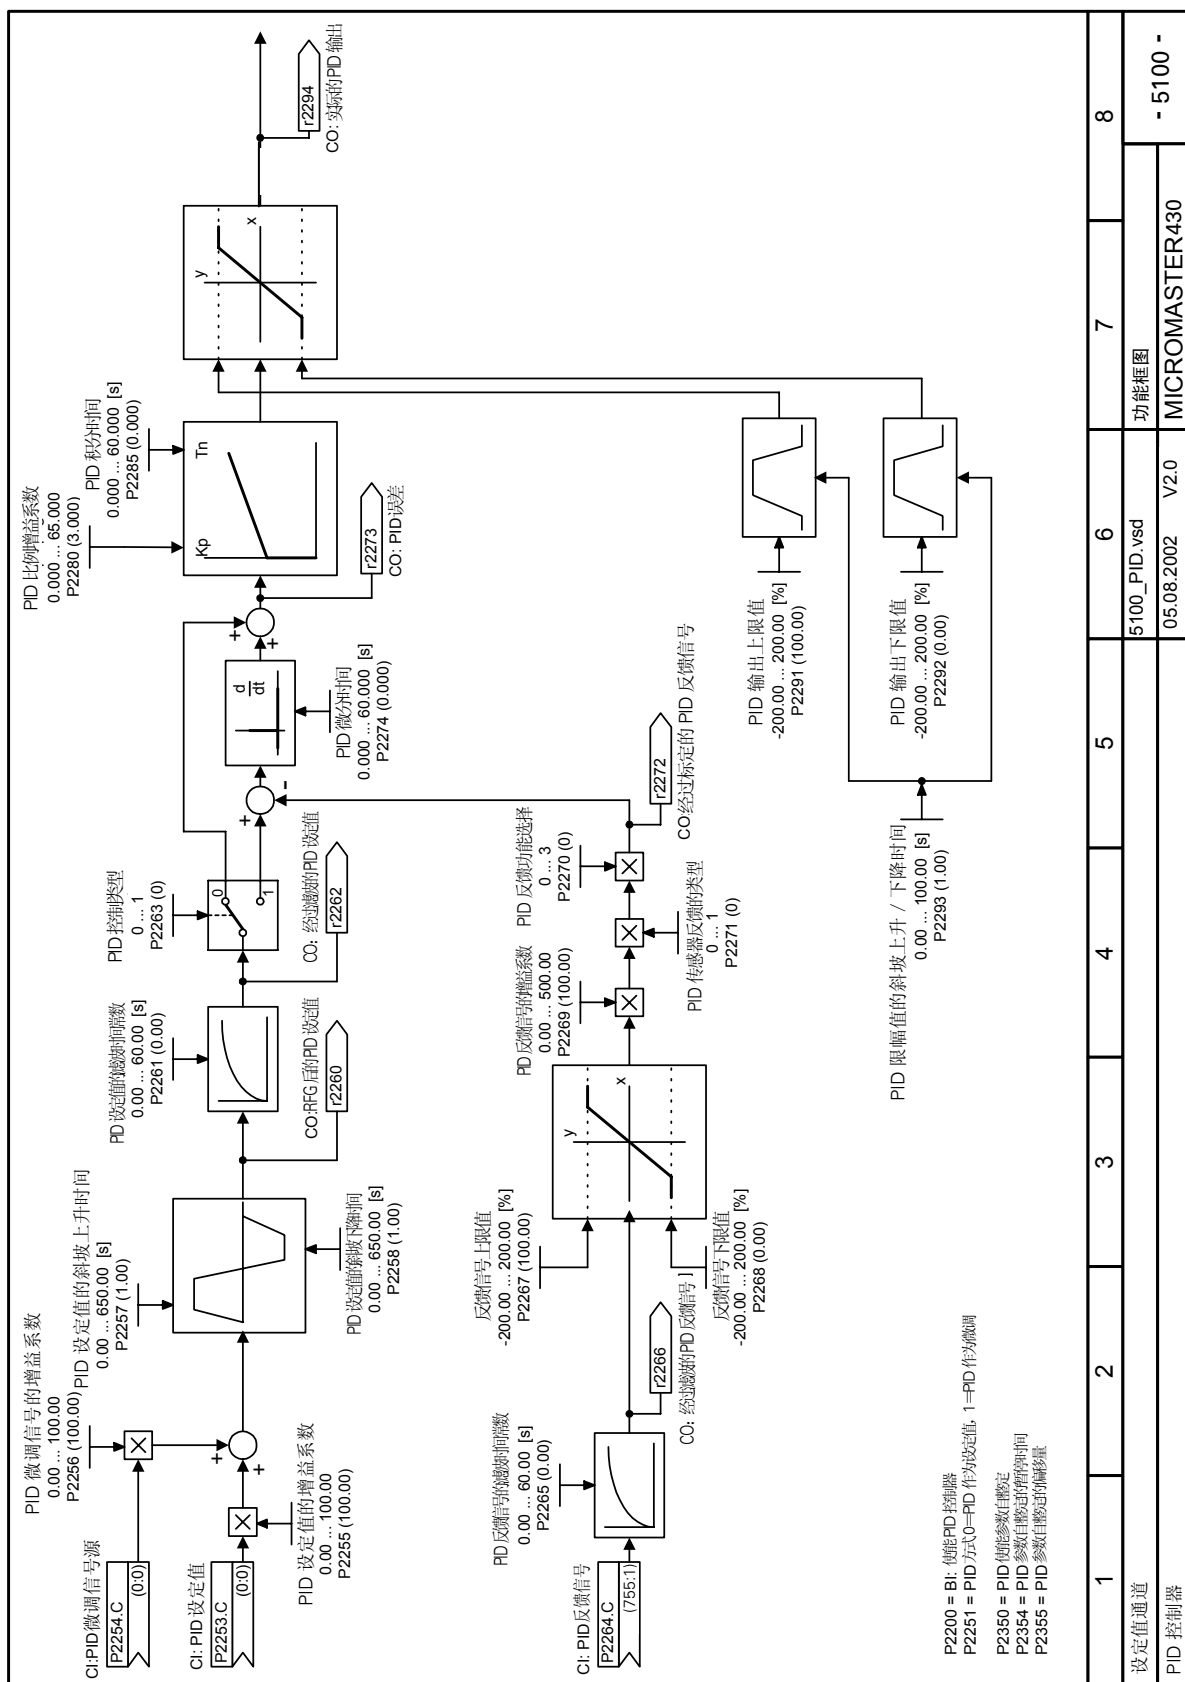 CI:PID微调信号源
P2254.C
(0:0)
PID 微调信号的增益系数
0.00 ... 100.00
P2256 (100.00)
CI: PID 设定值
P2253.C
(0:0)
PID 设定值的增益系数
0.00 ... 100.00
P2255 (100.00)
+
+
PID 设定值的斜坡上升时间
0.00 ... 650.00 [s]
P2257 (1.00)
PID 设定值的斜坡下降时间
0.00 ... 650.00 [s]
P2258 (1.00)
CO:RFG 后的PID 设定值
r2260
PID 设定值的滤波时间常数
0.00 ... 60.00 [s]
P2261 (0.00)
CO: 经过滤波的PID 设定值
r2262
PID 控制类型
0 ... 1
P2263 (0)
0
1
+
-
d
dt
PID 微分时间
0.000 ... 60.000 [s]
P2274 (0.000)
+
+
CO: PID误差
r2273
PID 比例增益系数
0.000 ... 65.000
P2280 (3.000)
PID 积分时间
0.000 ... 60.000 [s]
P2285 (0.000)
Kp
Tn
y
x
r2294
CO: 实际的PID 输出
CI: PID反馈信号
P2264.C
(755:1)
PID 反馈信号的滤波时间常数
0.00 ... 60.00 [s]
P2265 (0.00)
CO: 经过滤波的PID 反馈信号 ]
r2266
反馈信号上限值
-200.00 ... 200.00 [%]
P2267 (100.00)
反馈信号下限值
-200.00 ... 200.00 [%]
P2268 (0.00)
y
x
PID 反馈信号的增益系数
0.00 ... 500.00
P2269 (100.00)
PID 传感器反馈的类型
0 ... 1
P2271 (0)
PID 反馈功能选择
0 ... 3
P2270 (0)
r2272
CO:经过标定的 PID 反馈信号
PID 输出上限值
-200.00 ... 200.00 [%]
P2291 (100.00)
PID 输出下限值
-200.00 ... 200.00 [%]
P2292 (0.00)
PID 限幅值的斜坡上升 / 下降时间
0.00 ... 100.00 [s]
P2293 (1.00)
P2200 = BI: 使能PID 控制器
P2251 = PID 方式0=PID 作为设定值, 1=PID 作为微调
P2350 = PID 使能参数自整定
P2354 = PID 参数自整定的暂停时间
P2355 = PID 参数自整定的偏移量
1 2 3 4 5 6 7 8
设定值通道 5100_PID.vsd 功能框图
PID 控制器 05.08.2002 V2.0 MICROMASTER430
- 5100 -